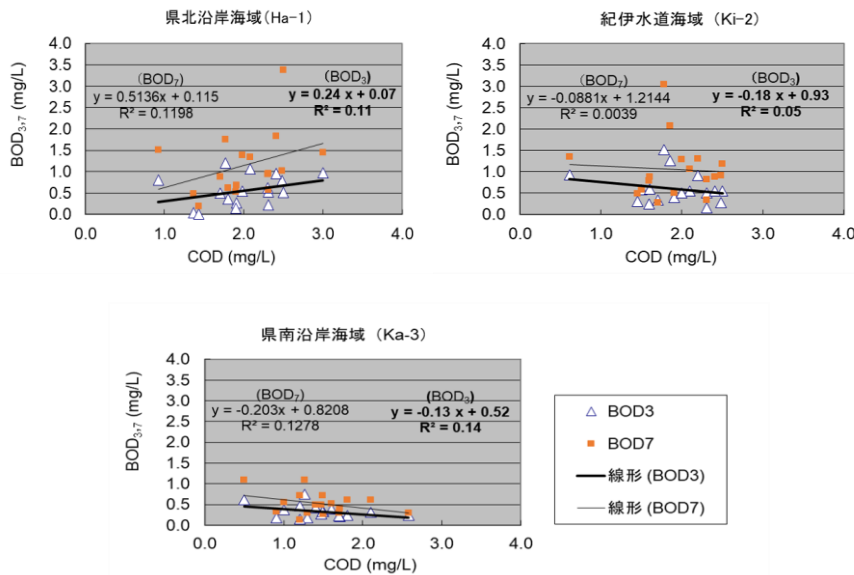 県北沿岸海域(Ha-1)
BOD₃,₇ (mg/L)
4.0
3.5
3.0
2.5
2.0
1.5
1.0
0.5
0.0
(BOD₇)
y = 0.5136x + 0.115
R² = 0.1198
(BOD₃)
y = 0.24 x + 0.07
R² = 0.11
0.0 1.0 2.0 3.0 4.0
COD (mg/L)
紀伊水道海域 (Ki-2)
BOD₃,₇ (mg/L)
4.0
3.5
3.0
2.5
2.0
1.5
1.0
0.5
0.0
(BOD₇)
y = -0.0881x + 1.2144
R² = 0.0039
(BOD₃)
y = -0.18 x + 0.93
R² = 0.05
0.0 1.0 2.0 3.0 4.0
COD (mg/L)
県南沿岸海域 (Ka-3)
BOD₃,₇ (mg/L)
4.0
3.5
3.0
2.5
2.0
1.5
1.0
0.5
0.0
(BOD₇)
y = -0.203x + 0.8208
R² = 0.1278
(BOD₃)
y = -0.13 x + 0.52
R² = 0.14
0.0 1.0 2.0 3.0 4.0
COD (mg/L)
BOD3
BOD7
線形 (BOD3)
線形 (BOD7)